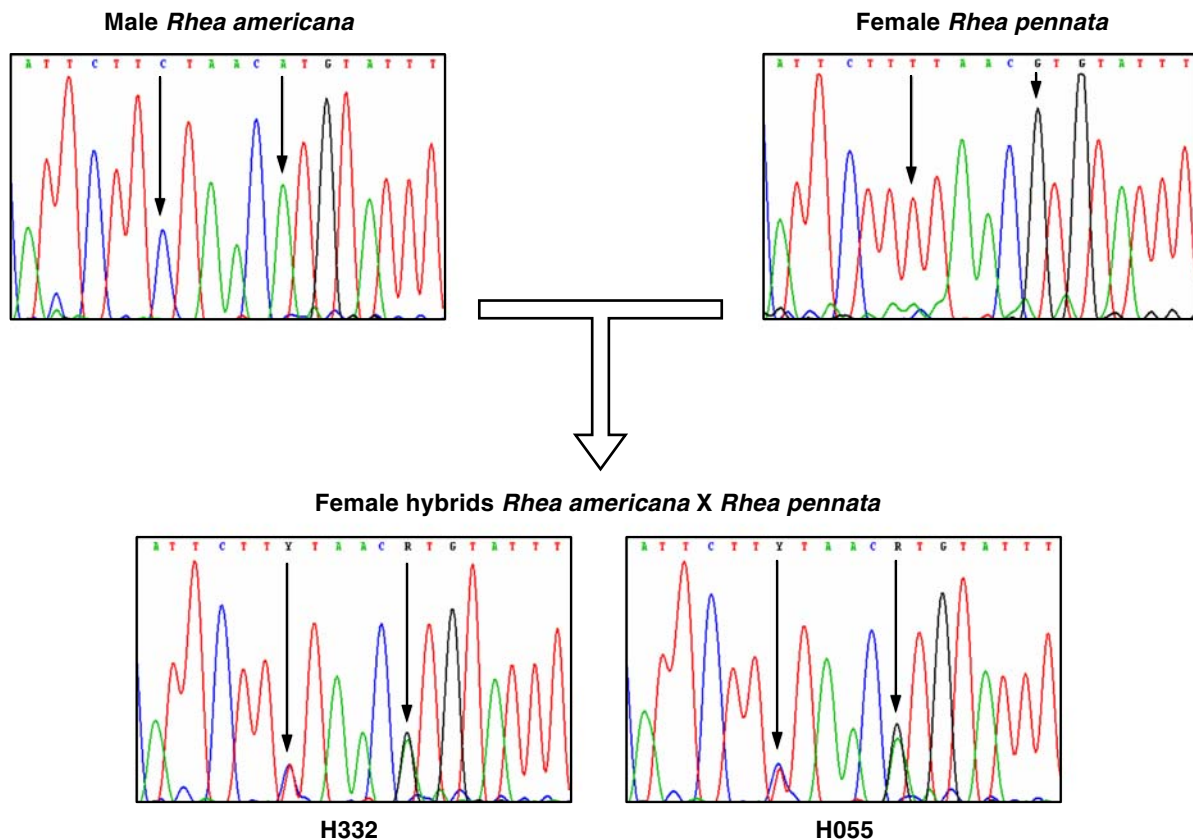 Male Rhea americana
Female Rhea pennata
A T T C T T C T A A C A T G T A T T T
A T T C T T T T A A C G T G T A T T T
Female hybrids Rhea americana X Rhea pennata
A T T C T T Y T A A C R T G T A T T T
A T T C T T Y T A A C R T G T A T T T
H332
H055